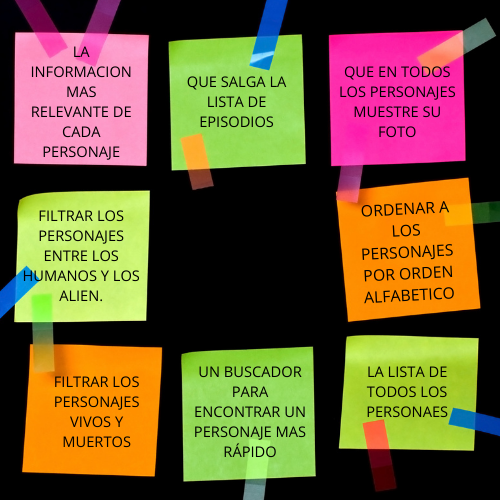 LA
INFORMACION
MAS
RELEVANTE DE
CADA
PERSONAJE
QUE SALGA LA
LISTA DE
EPISODIOS
QUE EN TODOS
LOS PERSONAJES
MUESTRE SU
FOTO
FILTRAR LOS
PERSONAJES
ENTRE LOS
HUMANOS Y LOS
ALIEN.
ORDENAR A
LOS
PERSONAJES
POR ORDEN
ALFABETICO
FILTRAR LOS
PERSONAJES
VIVOS Y
MUERTOS
UN BUSCADOR
PARA
ENCONTRAR UN
PERSONAJE MAS
RÁPIDO
LA LISTA DE
TODOS LOS
PERSONAES